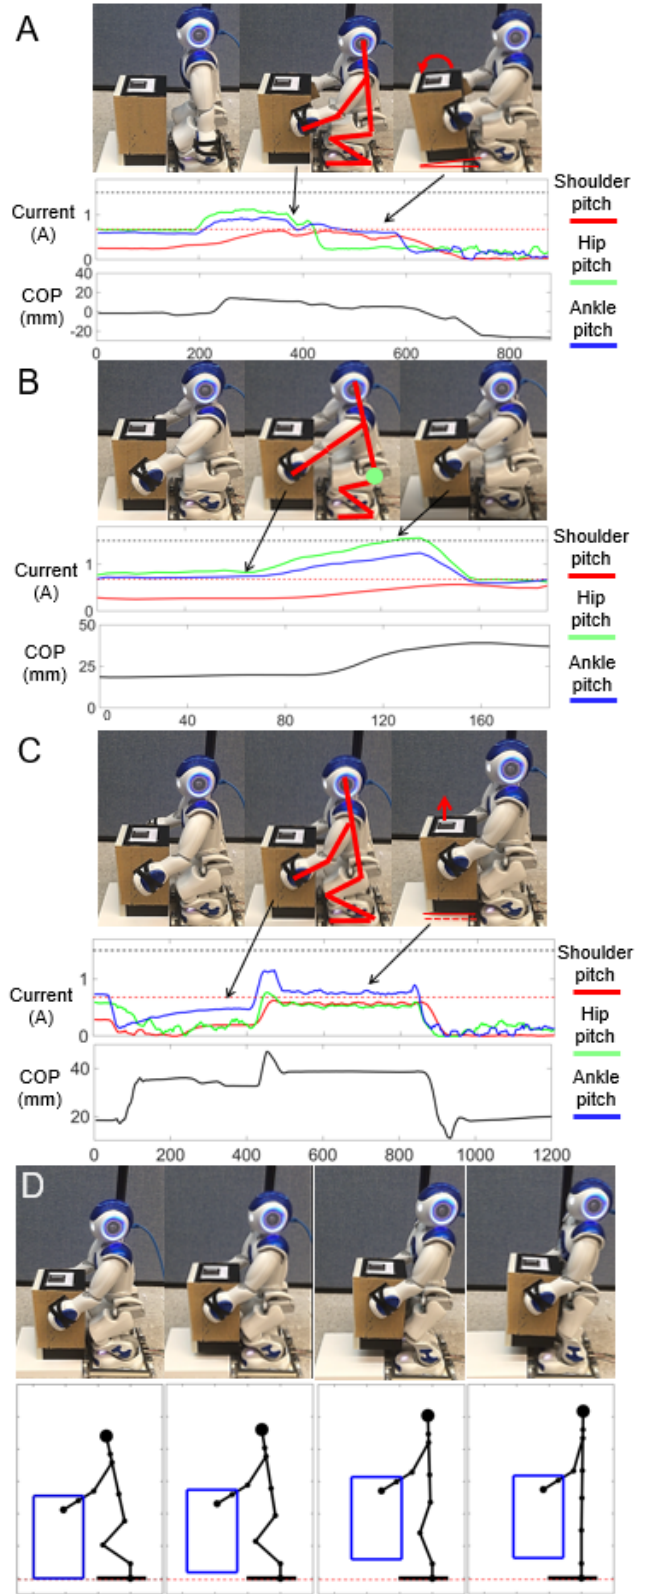 A
Current
(A)
1
0
Shoulder
pitch
Hip
pitch
Ankle
pitch
COP
(mm)
40
20
0
-20
0
200
400
600
800
B
Current
(A)
1
0
Shoulder
pitch
Hip
pitch
Ankle
pitch
COP
(mm)
50
25
0
0
40
80
120
160
C
Current
(A)
1
0
Shoulder
pitch
Hip
pitch
Ankle
pitch
COP
(mm)
40
20
0
200
400
600
800
1000
1200
D